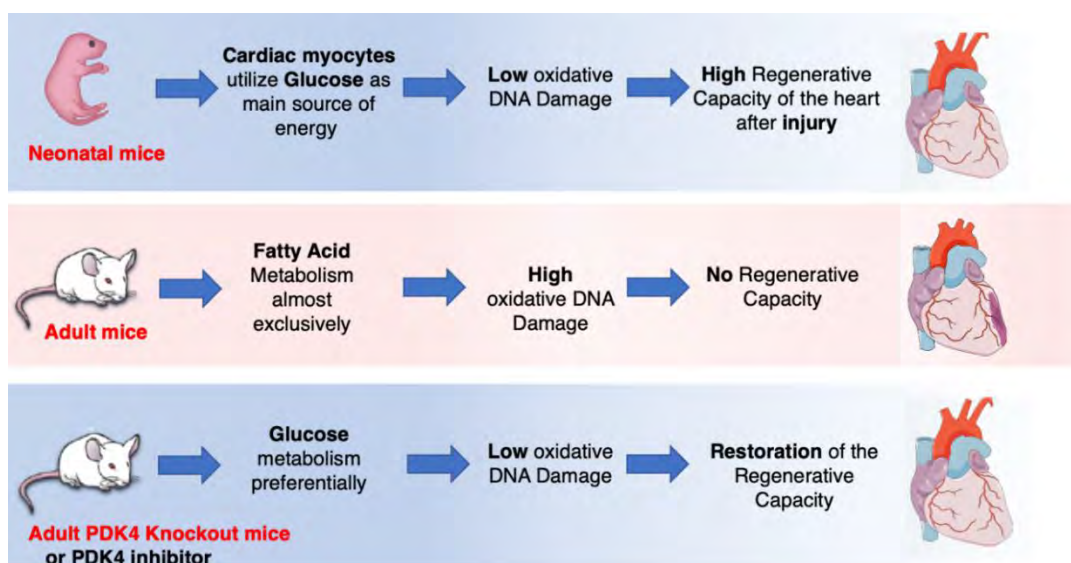 Cardiac myocytes
utilize Glucose as
main source of
energy
Low oxidative
DNA Damage
High Regenerative
Capacity of the heart
after injury
Neonatal mice
Fatty Acid
Metabolism
almost
exclusively
High
oxidative DNA
Damage
No Regenerative
Capacity
Adult mice
Glucose
metabolism
preferentially
Low oxidative
DNA Damage
Restoration of the
Regenerative
Capacity
Adult PDK4 Knockout mice
or PDK4 inhibitor